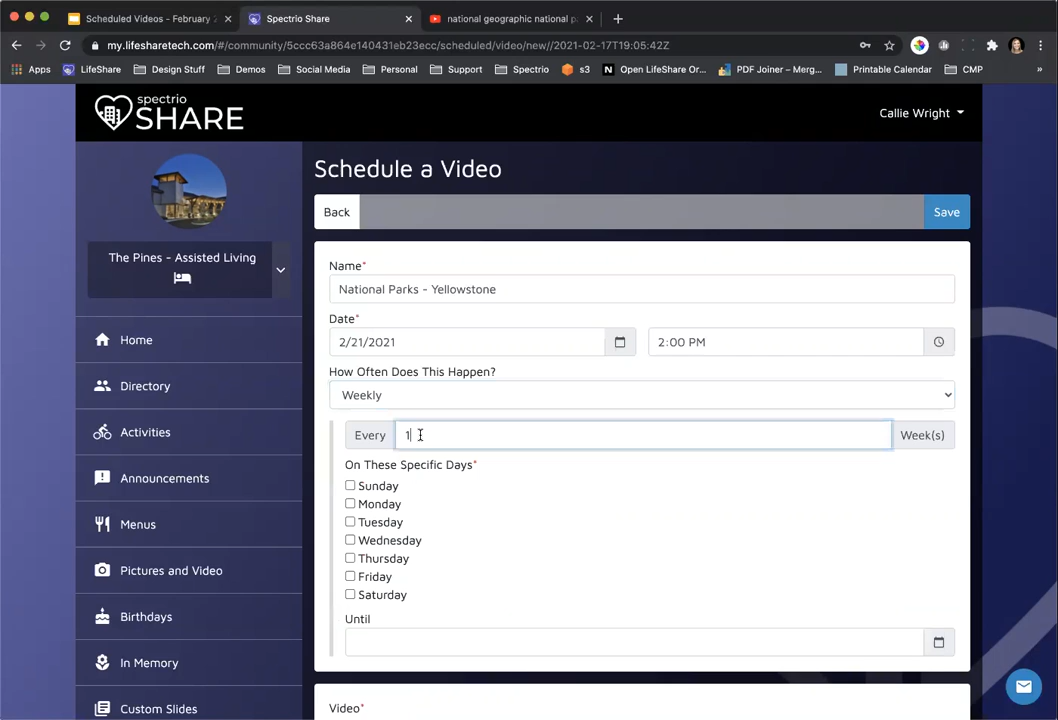 Scheduled Videos - February 2
Spectrio Share
national geographic national p
my.lifesharetech.com/#/community/5ccc63a864e140431eb23ecc/scheduled/video/new//2021-02-17T19:05:42Z
Apps
LifeShare
Design Stuff
Demos
Social Media
Personal
Support
Spectrio
s3
Open LifeShare Or...
PDF Joiner – Merg...
Printable Calendar
CMP
»
spectrio
SHARE
Callie Wright
The Pines - Assisted Living
Home
Directory
Activities
Announcements
Menus
Pictures and Video
Birthdays
In Memory
Custom Slides
Schedule a Video
Back
Save
Name*
National Parks - Yellowstone
Date*
2/21/2021
2:00 PM
How Often Does This Happen?
Weekly
Every
1
Week(s)
On These Specific Days*
Sunday
Monday
Tuesday
Wednesday
Thursday
Friday
Saturday
Until
Video*